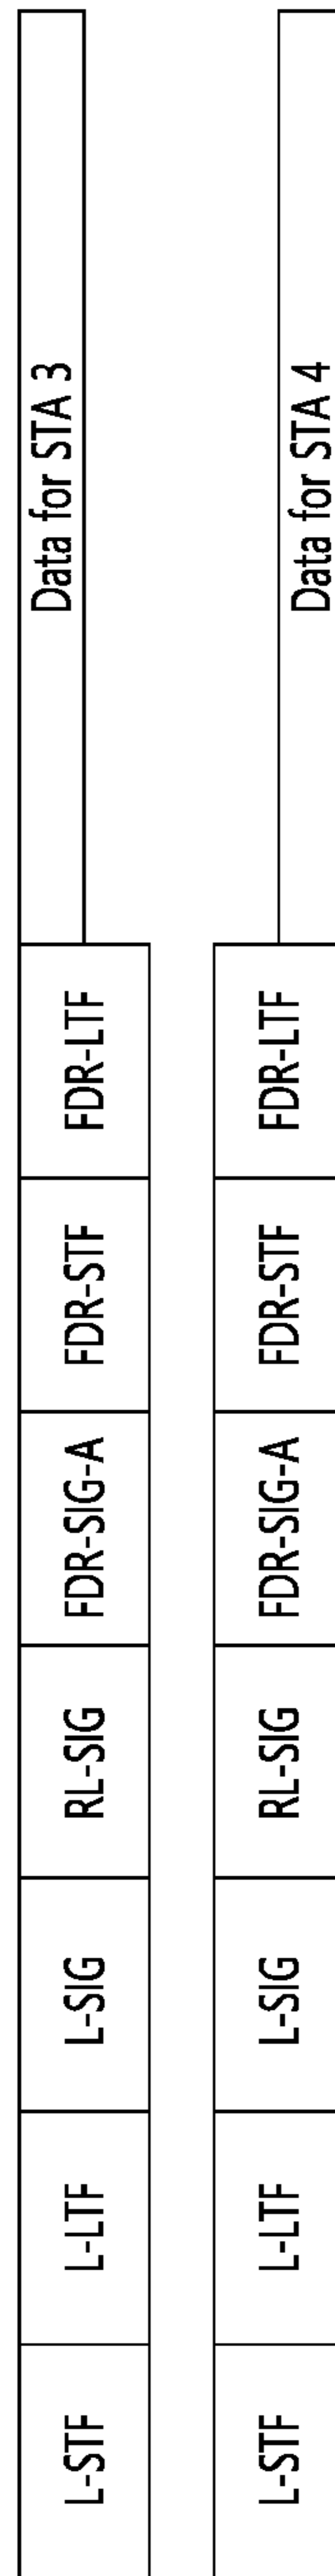 L-STF
L-LTF
L-SIG
RL-SIG
FDR-SIG-A
FDR-STF
FDR-LTF
Data for STA 3
L-STF
L-LTF
L-SIG
RL-SIG
FDR-SIG-A
FDR-STF
FDR-LTF
Data for STA 4